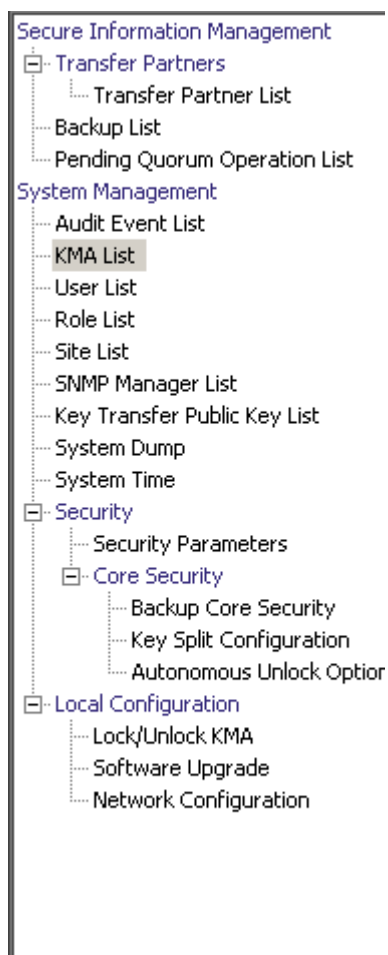 Secure Information Management
Transfer Partners
Transfer Partner List
Backup List
Pending Quorum Operation List
System Management
Audit Event List
KMA List
User List
Role List
Site List
SNMP Manager List
Key Transfer Public Key List
System Dump
System Time
Security
Security Parameters
Core Security
Backup Core Security
Key Split Configuration
Autonomous Unlock Option
Local Configuration
Lock/Unlock KMA
Software Upgrade
Network Configuration